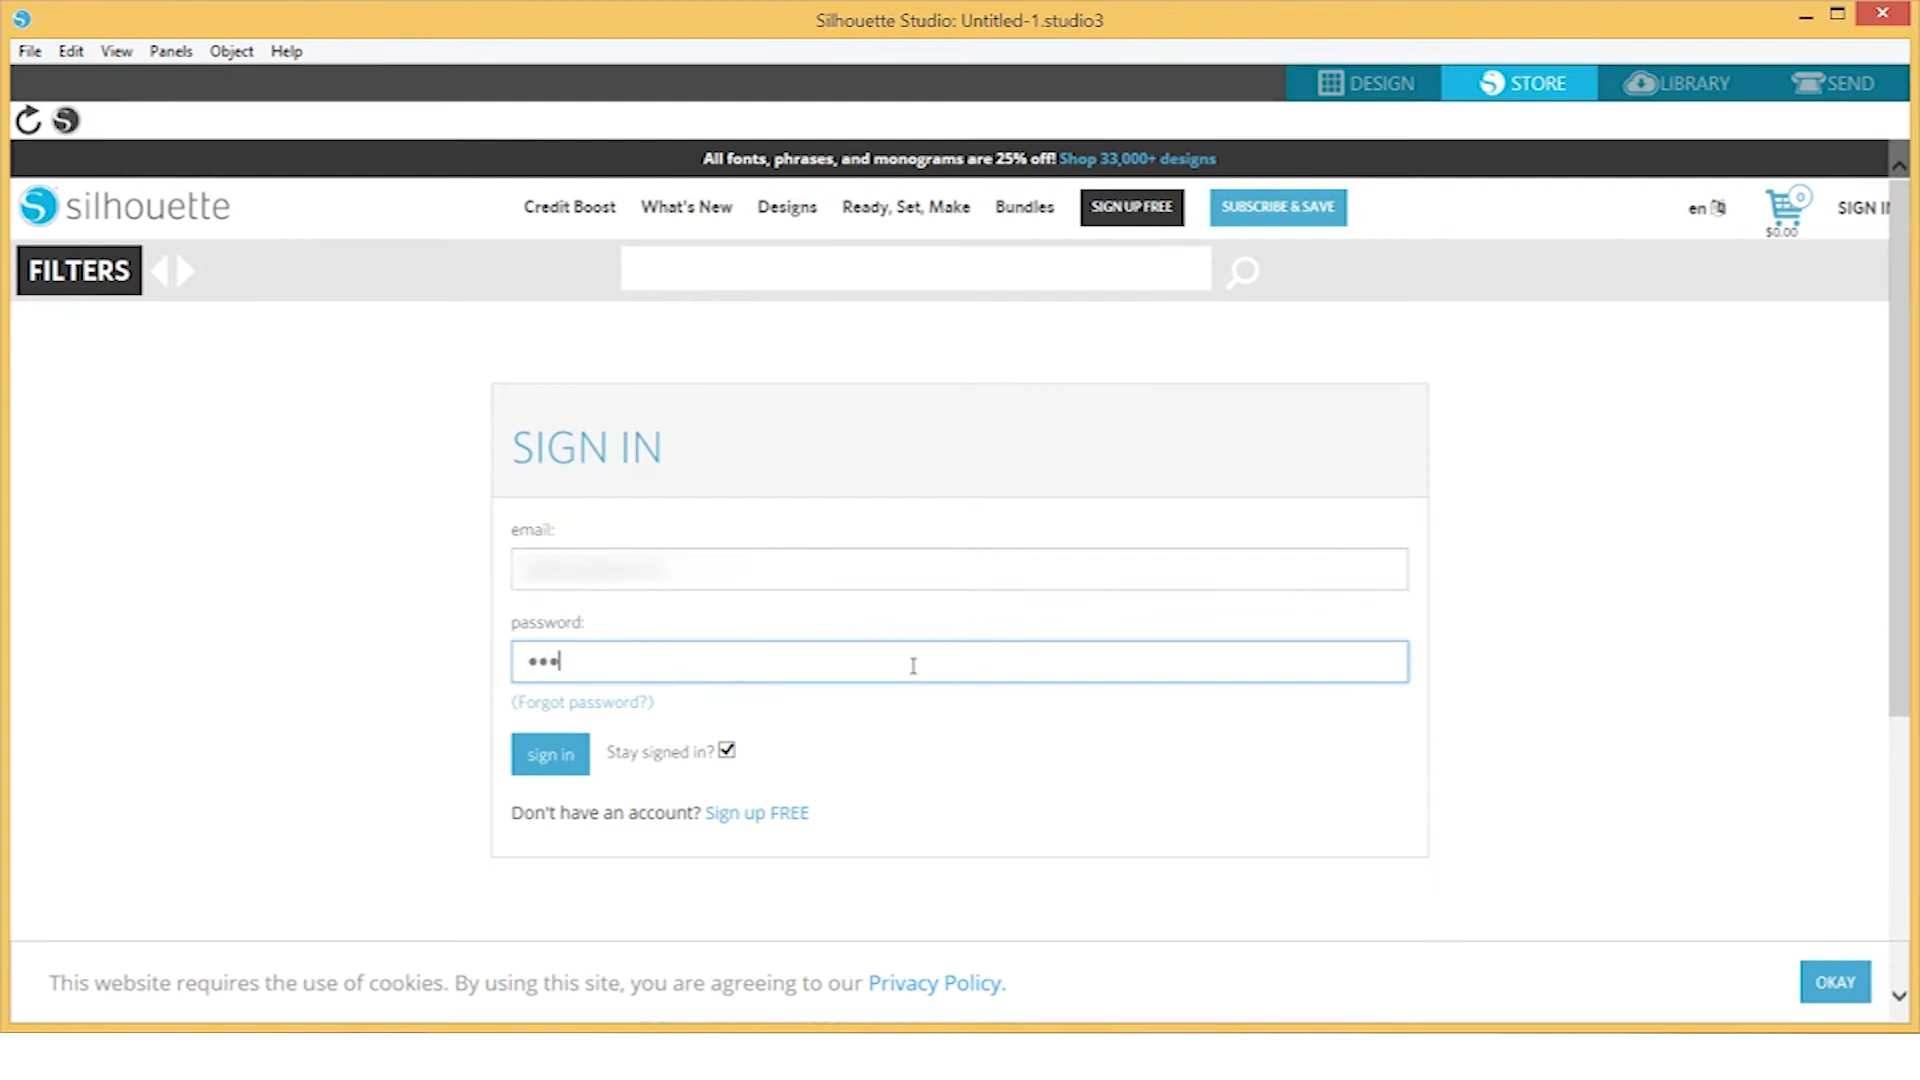 Silhouette Studio: Untitled-1.studio3
File Edit View Panels Object Help
DESIGN STORE LIBRARY SEND
All fonts, phrases, and monograms are 25% off! Shop 33,000+ designs
silhouette Credit Boost What's New Designs Ready, Set, Make Bundles SIGN UP FREE SUBSCRIBE & SAVE en 0 SIGN IN
$0.00
FILTERS
SIGN IN
email:
password:
(Forgot password?)
sign in Stay signed in?
Don't have an account? Sign up FREE
This website requires the use of cookies. By using this site, you are agreeing to our Privacy Policy. OKAY